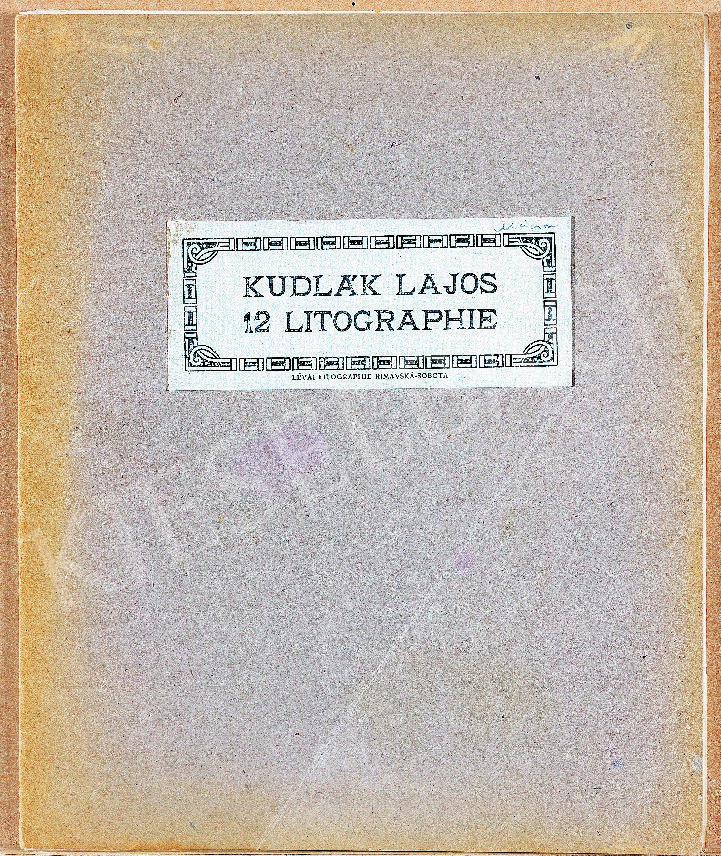 KUDLÁK LAJOS
12 LITOGRAPHIE
LÉVAI LITOGRAPHIE RIMAVSKÁ-SOBOTA